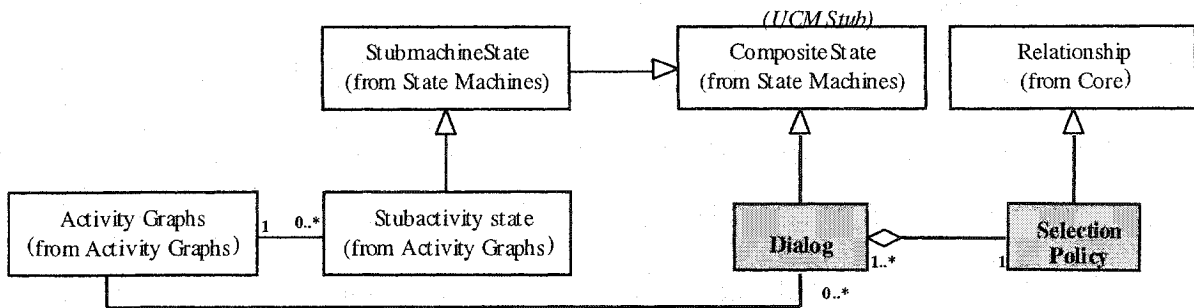 (UCM Stub)
StubmachineState
(from State Machines)
CompositeState
(from State Machines)
Relationship
(from Core)
Activity Graphs
(from Activity Graphs)
1
0..*
Stubactivity state
(from Activity Graphs)
Dialog
1..*
1
Selection
Policy
0..*